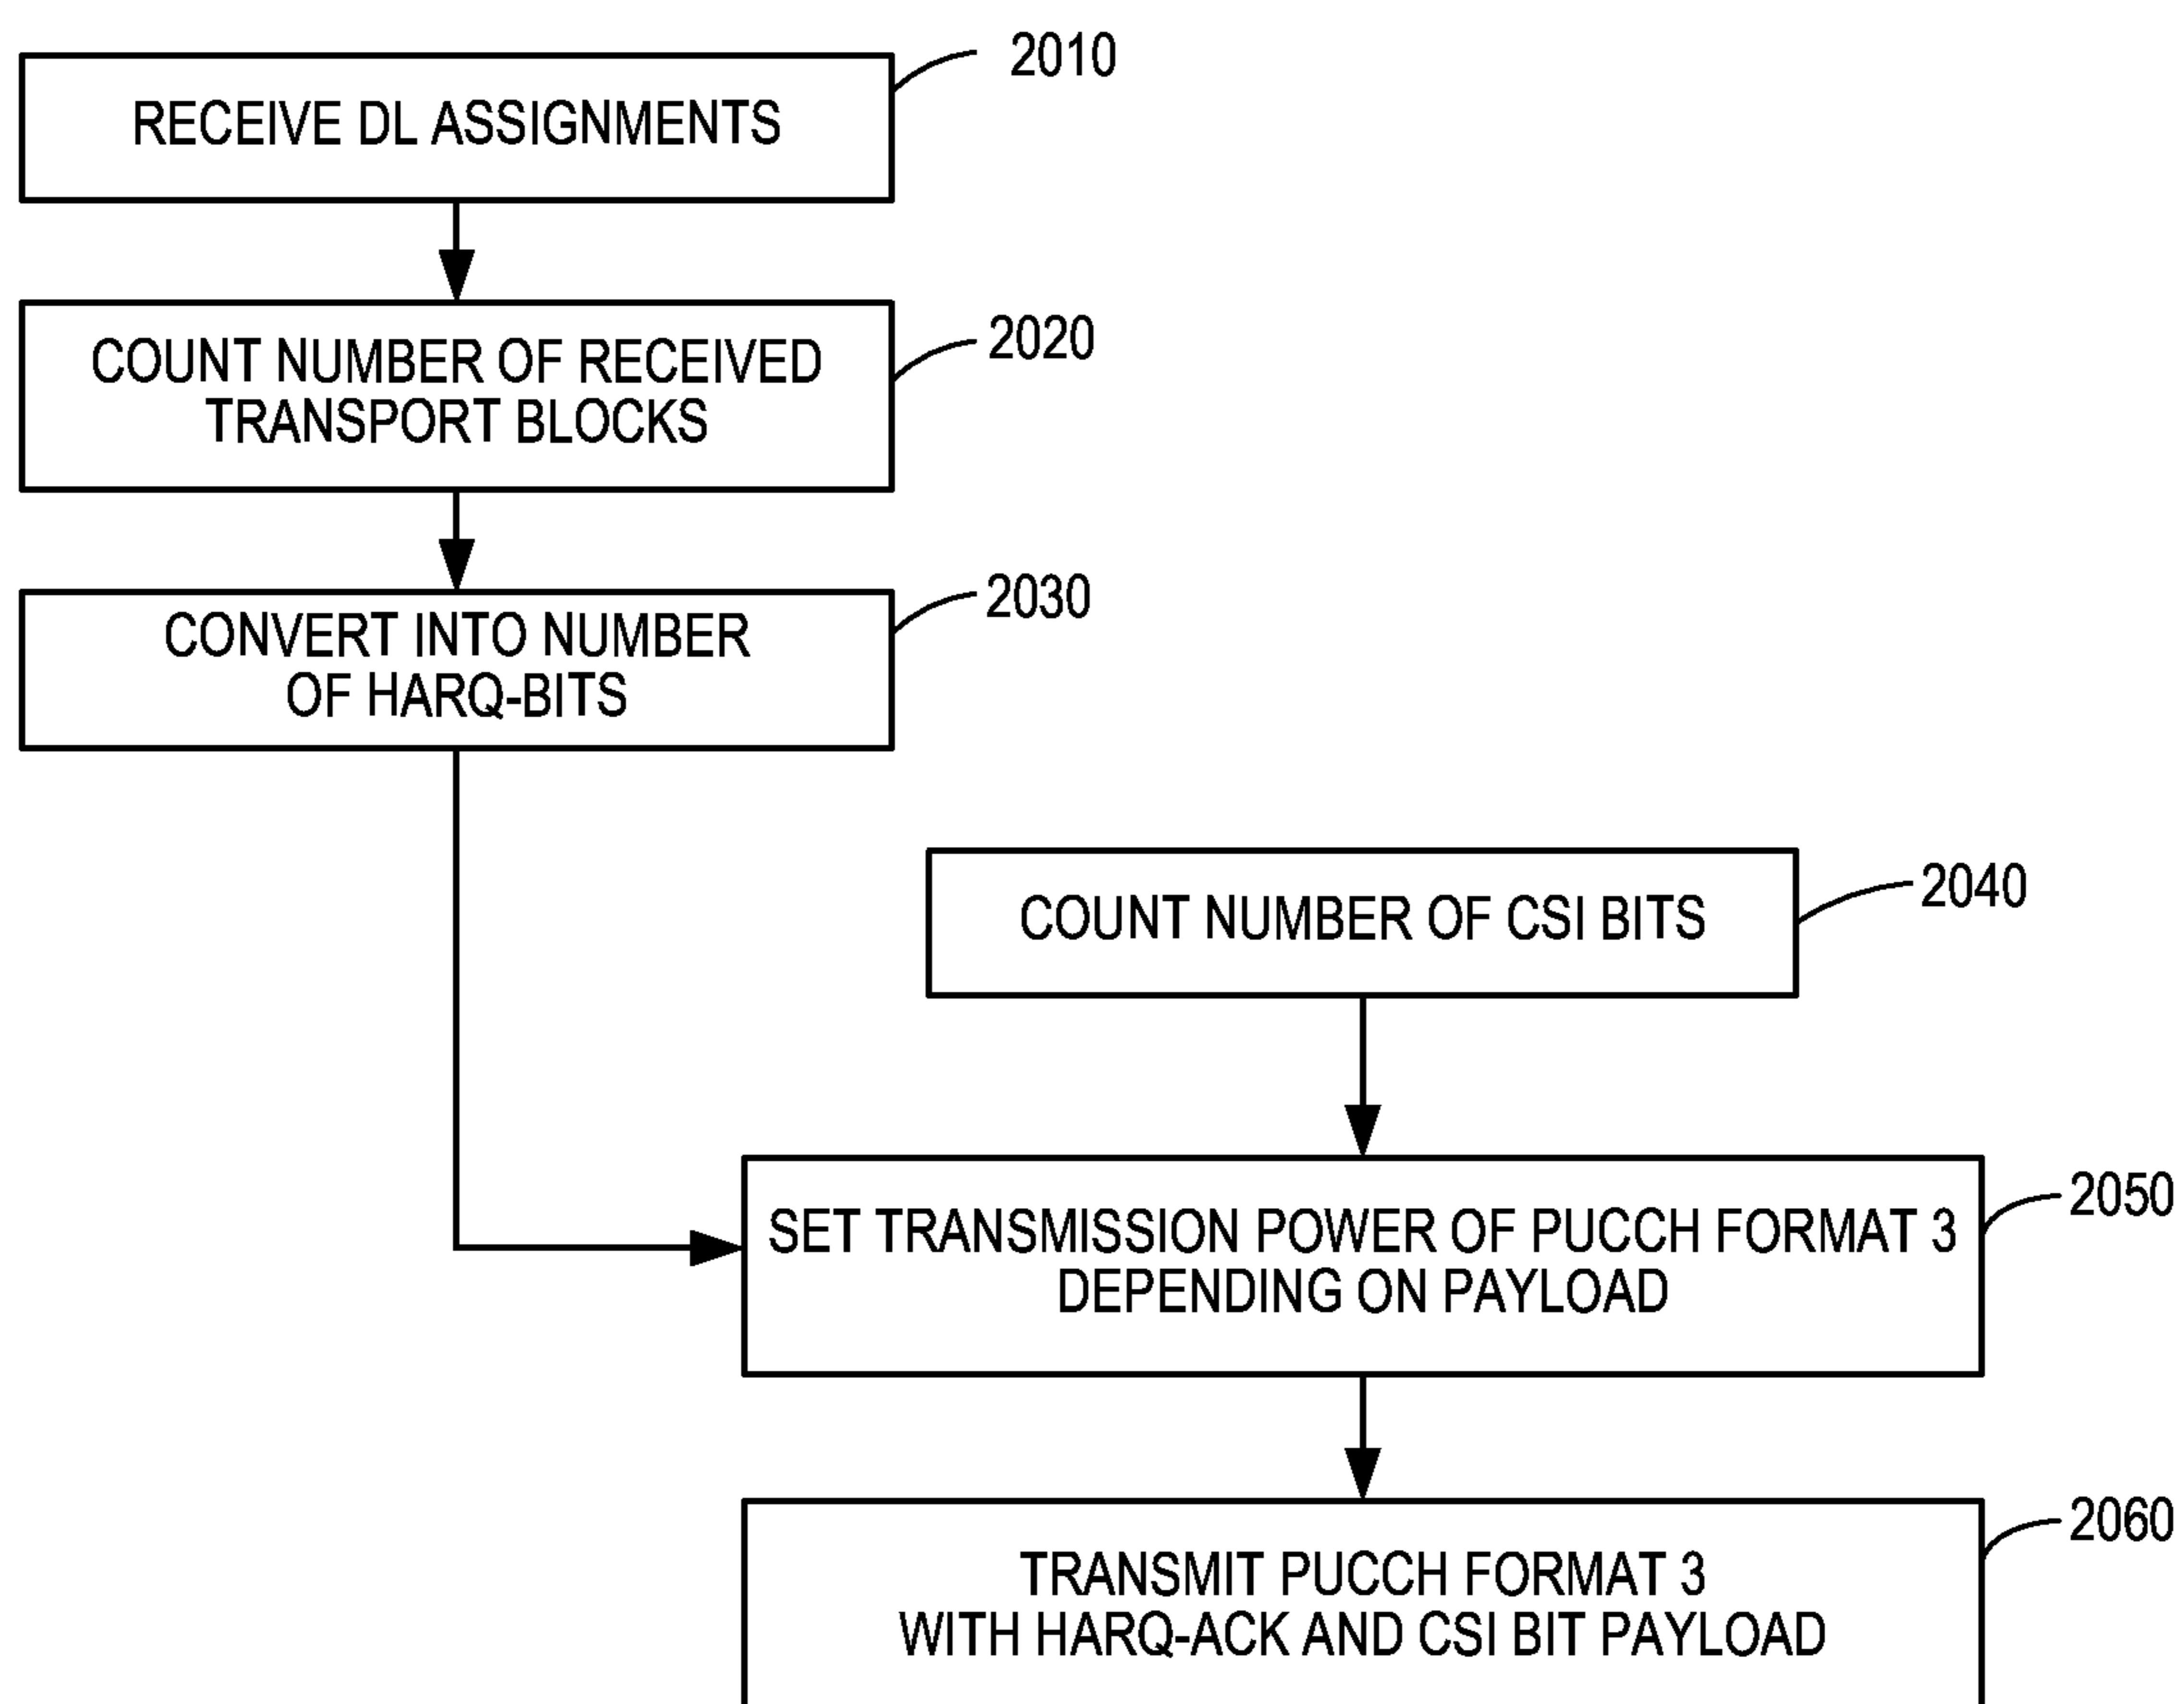 2010
RECEIVE DL ASSIGNMENTS
2020
COUNT NUMBER OF RECEIVED
TRANSPORT BLOCKS
2030
CONVERT INTO NUMBER
OF HARQ-BITS
2040
COUNT NUMBER OF CSI BITS
2050
SET TRANSMISSION POWER OF PUCCH FORMAT 3
DEPENDING ON PAYLOAD
2060
TRANSMIT PUCCH FORMAT 3
WITH HARQ-ACK AND CSI BIT PAYLOAD